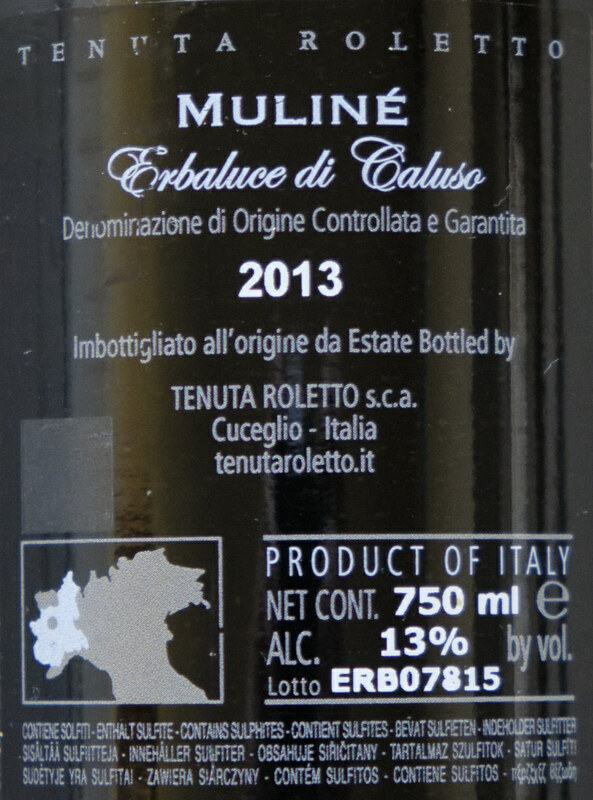 TENUTA ROLETTO
MULINÉ
Erbaluce di Caluso
Denominazione di Origine Controllata e Garantita
2013
Imbottigliato all'origine da Estate Bottled by
TENUTA ROLETTO s.c.a.
Cuceglio - Italia
tenutaroletto.it
PRODUCT OF ITALY
NET CONT. 750 ml e
ALC. 13% by vol.
Lotto ERB07815
CONTIENE SOLFITI - ENTHÄLT SULFITE - CONTAINS SULPHITES - CONTIENT SULFITES - BEVAT SULFIETEN - INDEHOLDER SULFITTER
SISÄLTÄÄ SULFIITTEJA - INNEHÅLLER SULFITER - OBSAHUJE SIŘIČITANY - TARTALMAZ SZULFITOK - SATUR SULFĪTI
SUDĖTYJE YRA SULFITAI - ZAWIERA SIARCZYNY - CONTÉM SULFITOS - CONTIENE SULFITOS -